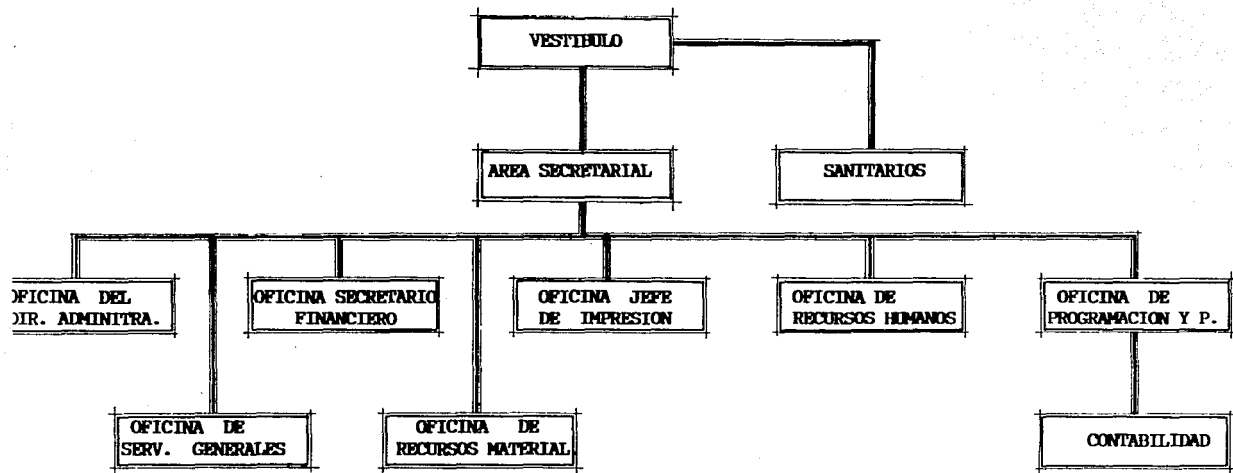 VESTIBULO
AREA SECRETARIAL
SANITARIOS
OFICINA DEL
DIR. ADMINITRA.
OFICINA SECRETARIO
FINANCIERO
OFICINA JEFE
DE IMPRESION
OFICINA DE
RECURSOS HUMANOS
OFICINA DE
PROGRAMACION Y P.
OFICINA DE
SERV. GENERALES
OFICINA DE
RECURSOS MATERIAL
CONTABILIDAD